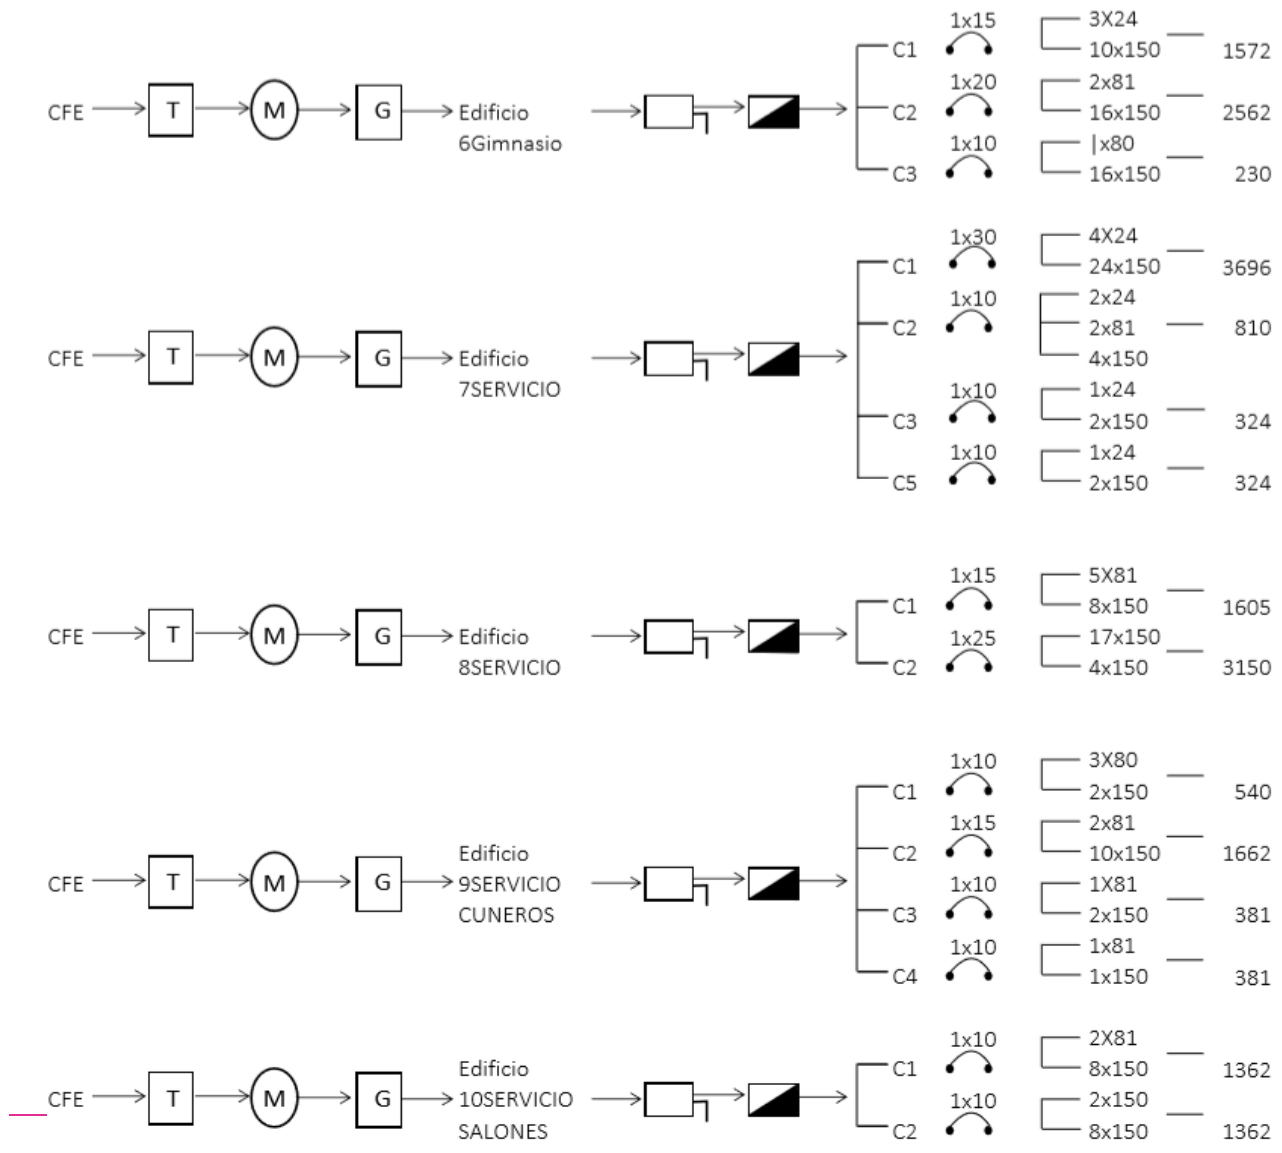 1x15 3X24
C1 10x150 1572
1x20 2x81
CFE T M G Edificio C2 16x150 2562
6Gimnasio 1x10 |x80
C3 16x150 230
1x30 4X24
C1 24x150 3696
1x10 2x24
C2 2x81 810
CFE T M G Edificio 4x150
7SERVICIO 1x10 1x24
C3 2x150 324
1x10 1x24
C5 2x150 324
1x15 5X81
C1 8x150 1605
CFE T M G Edificio 1x25 17x150
8SERVICIO C2 4x150 3150
1x10 3X80
C1 2x150 540
1x15 2x81
Edificio C2 10x150 1662
CFE T M G 9SERVICIO 1x10 1X81
CUNEROS C3 2x150 381
1x10 1x81
C4 1x150 381
1x10 2X81
Edificio C1 8x150 1362
CFE T M G 10SERVICIO 1x10 2x150
SALONES C2 8x150 1362